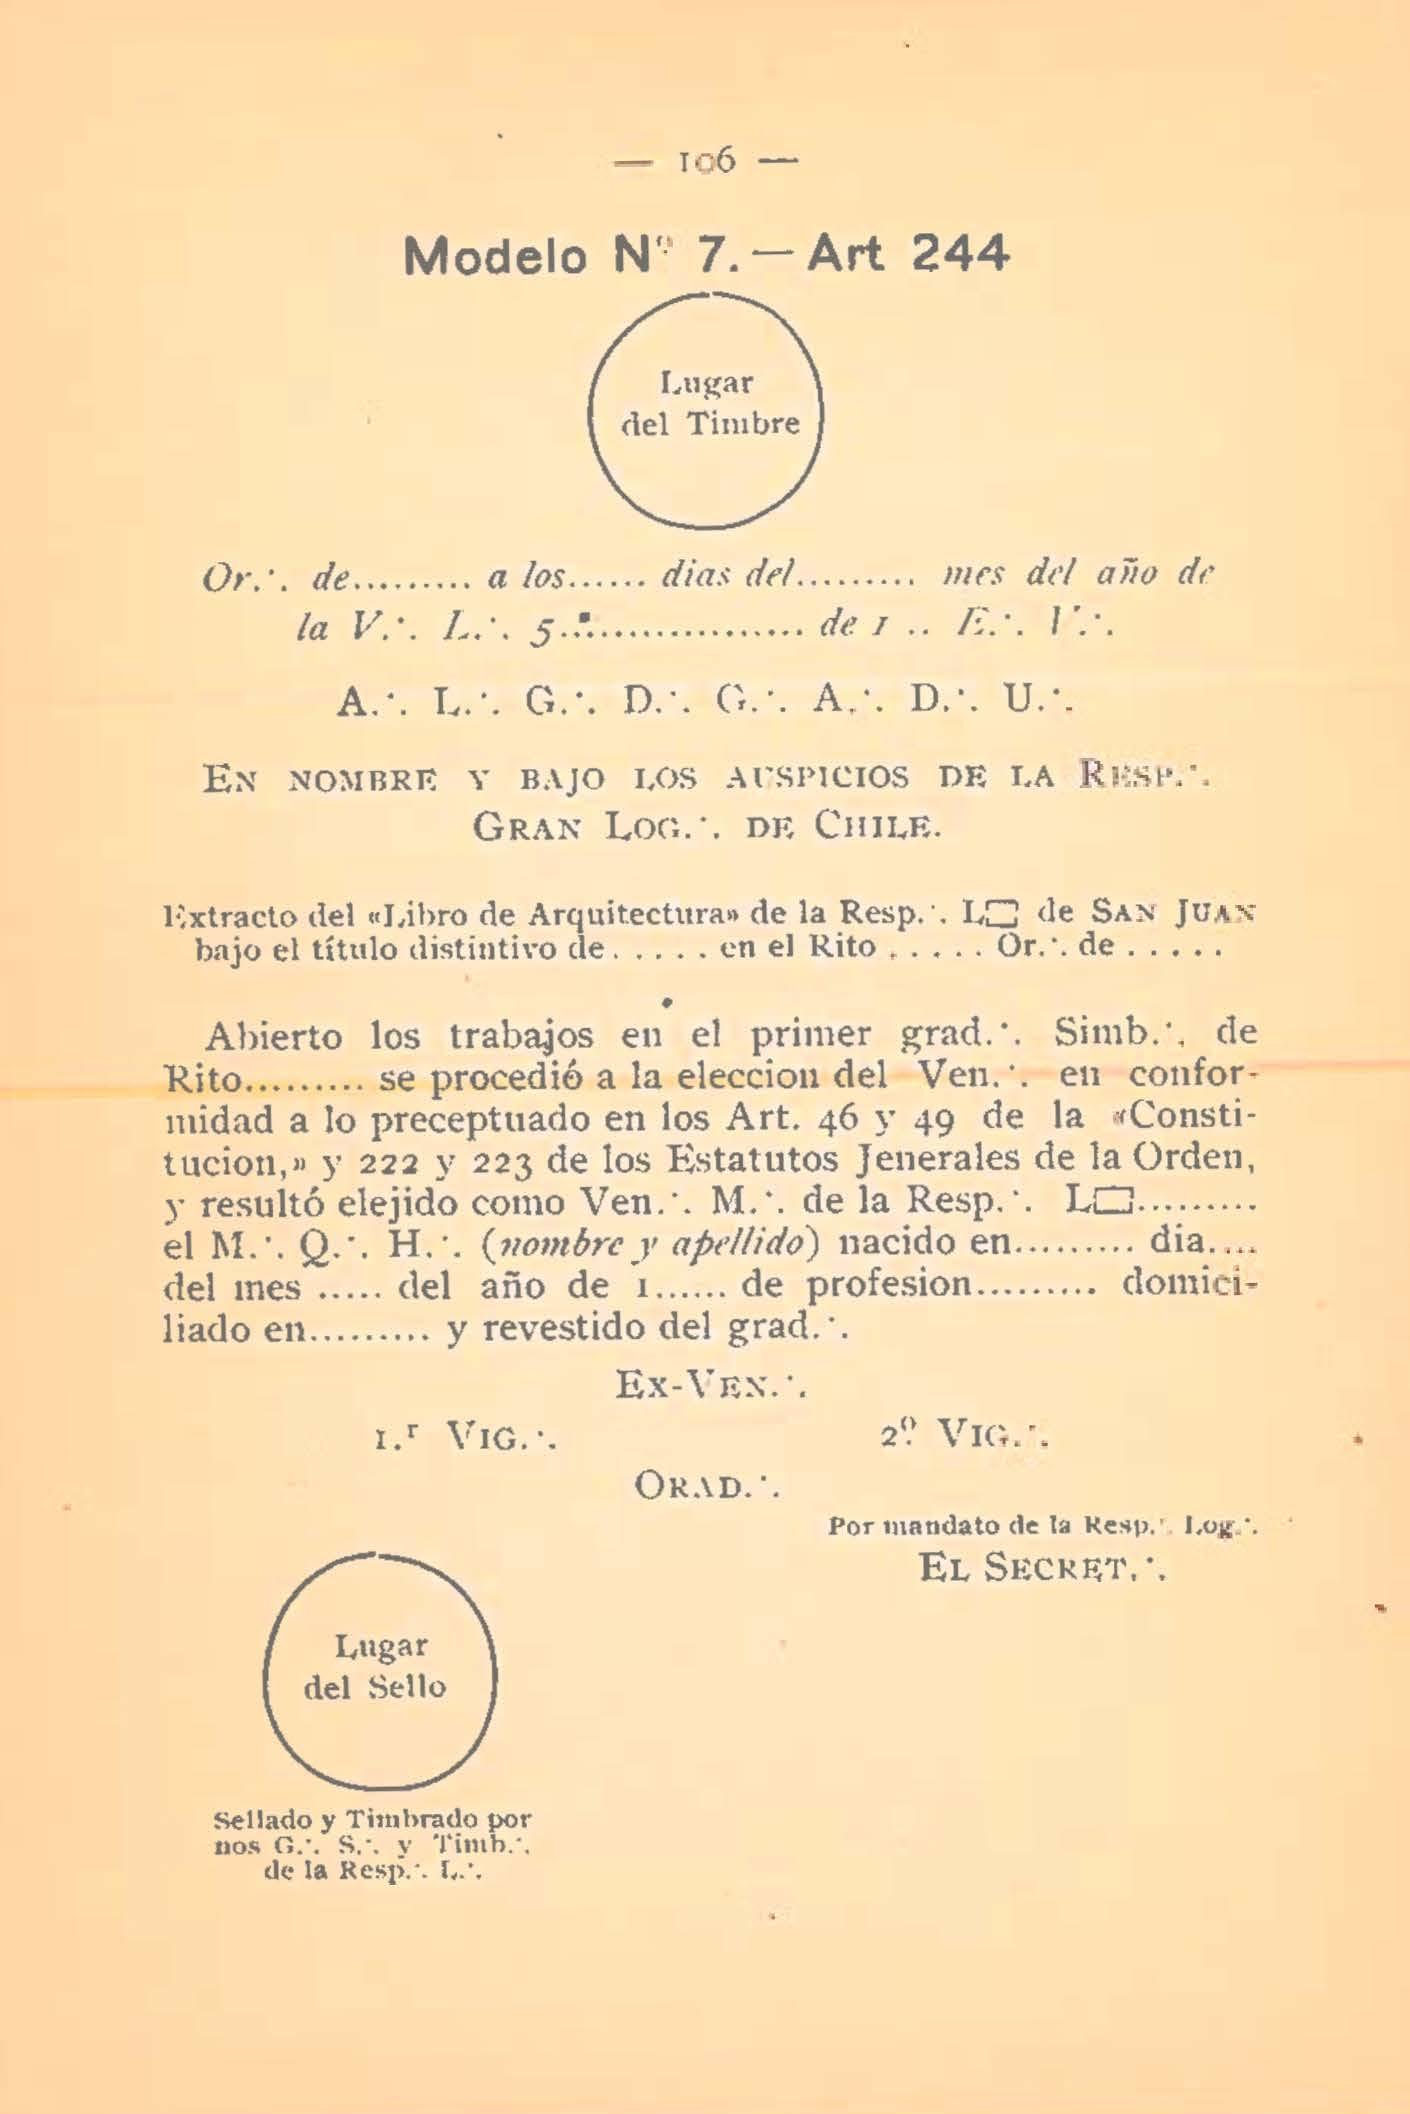 — 106 —
Modelo Nº 7.—Art 244
Lugar
del Timbre
Or.∴ de......... a los...... dias del......... mes del año de
la V.∴ L.∴ 5.................... de 1 .. E.∴ V.∴
A.∴ L.∴ G.∴ D.∴ G.∴ A.∴ D.∴ U.∴
EN NOMBRE Y BAJO LOS AUSPICIOS DE LA RESP.∴
GRAN LOG.∴ DE CHILE.
Extracto del «Libro de Arquitectura» de la Resp.∴ L▭ de SAN JUAN
bajo el título distintivo de..... en el Rito ..... Or.∴ de .....
Abierto los trabajos en el primer grad.∴ Simb.∴ de
Rito......... se procedió a la eleccion del Ven.∴ en confor-
midad a lo preceptuado en los Art. 46 y 49 de la «Consti-
tucion,» y 222 y 223 de los Estatutos Jenerales de la Orden,
y resultó elejido como Ven.∴ M.∴ de la Resp.∴ L▭.........
el M.∴ Q.∴ H.∴ (nombre y apellido) nacido en......... dia....
del mes ..... del año de 1...... de profesion......... domici-
liado en......... y revestido del grad.∴
EX-VEN.∴
1.r VIG.∴ 2º VIG.∴
ORAD.∴
Por mandato de la Resp.∴ Log.∴
EL SECRET.∴
Lugar
del Sello
Sellado y Timbrado por
nos G.∴ S.∴ y Timb.∴
de la Resp.∴ L.∴